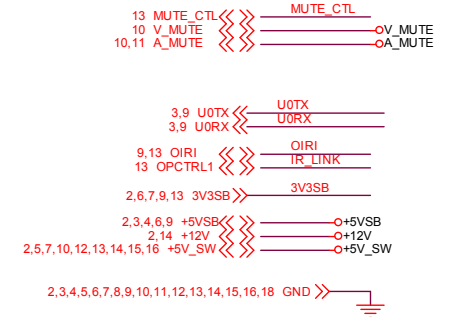 13 MUTE_CTL MUTE_CTL
10 V_MUTE V_MUTE
10,11 A_MUTE A_MUTE
3,9 U0TX U0TX
3,9 U0RX U0RX
9,13 OIRI OIRI
13 OPCTRL1 IR_LINK
2,6,7,9,13 3V3SB 3V3SB
2,3,4,6,9 +5VSB +5VSB
2,14 +12V +12V
2,5,7,10,12,13,14,15,16 +5V_SW +5V_SW
2,3,4,5,6,7,8,9,10,11,12,13,14,15,16,18 GND